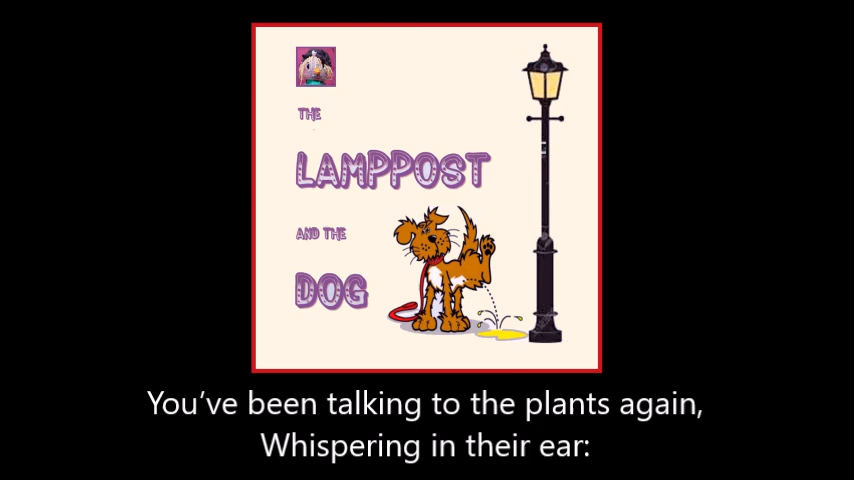 THE
LAMPPOST
AND THE
DOG
You’ve been talking to the plants again,
Whispering in their ear: